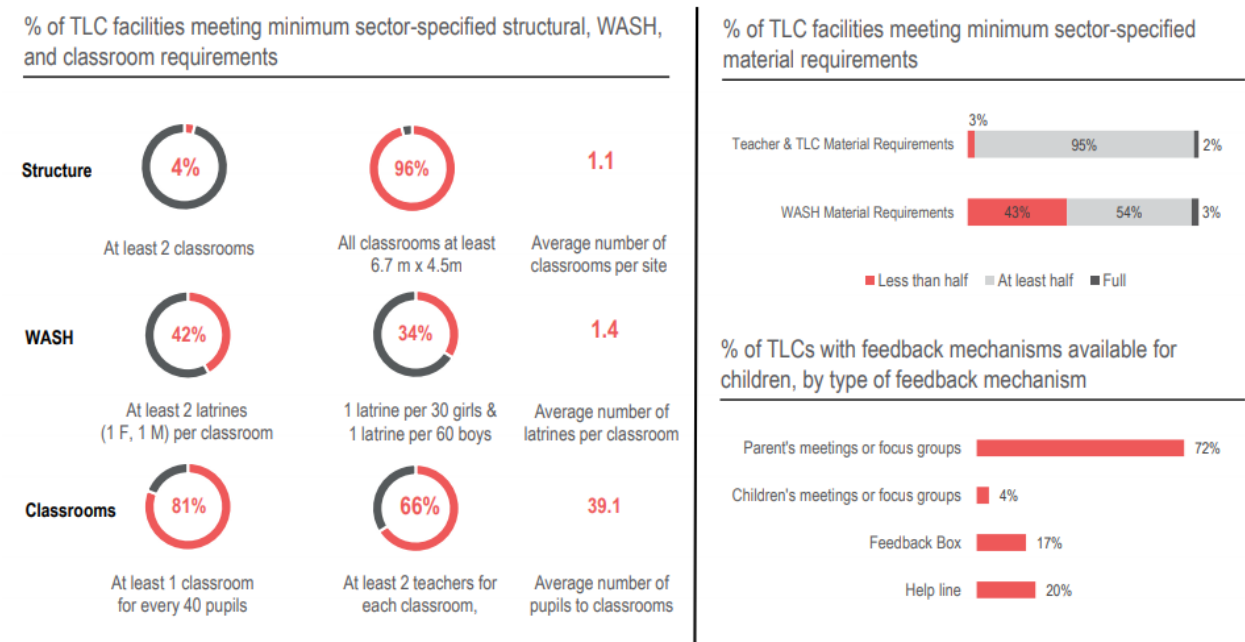 % of TLC facilities meeting minimum sector-specified structural, WASH,
and classroom requirements
Structure
4%
At least 2 classrooms
96%
All classrooms at least
6.7 m x 4.5m
1.1
Average number of
classrooms per site
WASH
42%
At least 2 latrines
(1 F, 1 M) per classroom
34%
1 latrine per 30 girls &
1 latrine per 60 boys
1.4
Average number of
latrines per classroom
Classrooms
81%
At least 1 classroom
for every 40 pupils
66%
At least 2 teachers for
each classroom,
39.1
Average number of
pupils to classrooms
% of TLC facilities meeting minimum sector-specified
material requirements
3%
Teacher & TLC Material Requirements
95%
2%
WASH Material Requirements
43%
54%
3%
Less than half
At least half
Full
% of TLCs with feedback mechanisms available for
children, by type of feedback mechanism
Parent's meetings or focus groups
72%
Children's meetings or focus groups
4%
Feedback Box
17%
Help line
20%